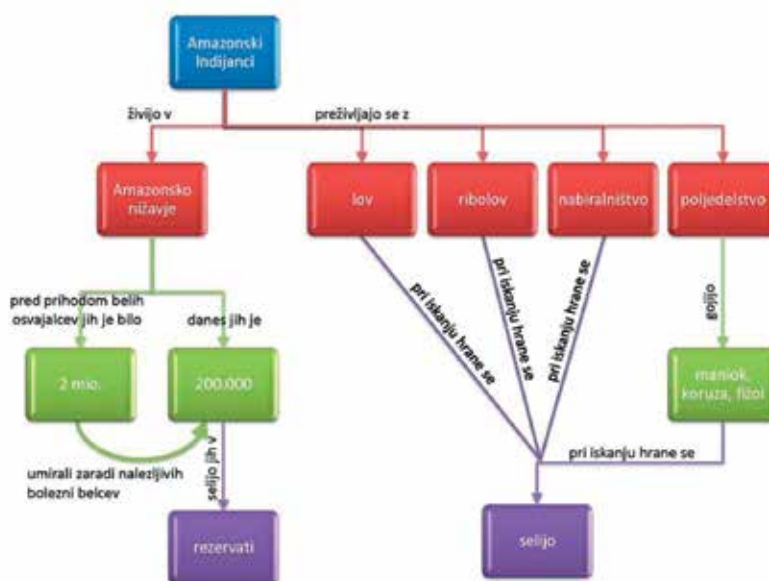 Amazonski
Indijanci
živijo v
preživljajo se z
Amazonsko
nižavje
lov
ribolov
nabiralništvo
poljedelstvo
pred prihodom belih
osvajalcev jih je bilo
danes jih je
pri iskanju hrane se
pri iskanju hrane se
pri iskanju hrane se
gojijo
2 mio.
200.000
maniok,
koruza, fižol
umirali zaradi nalezljivih
bolezni belcev
selijo jih v
pri iskanju hrane se
rezervati
selijo